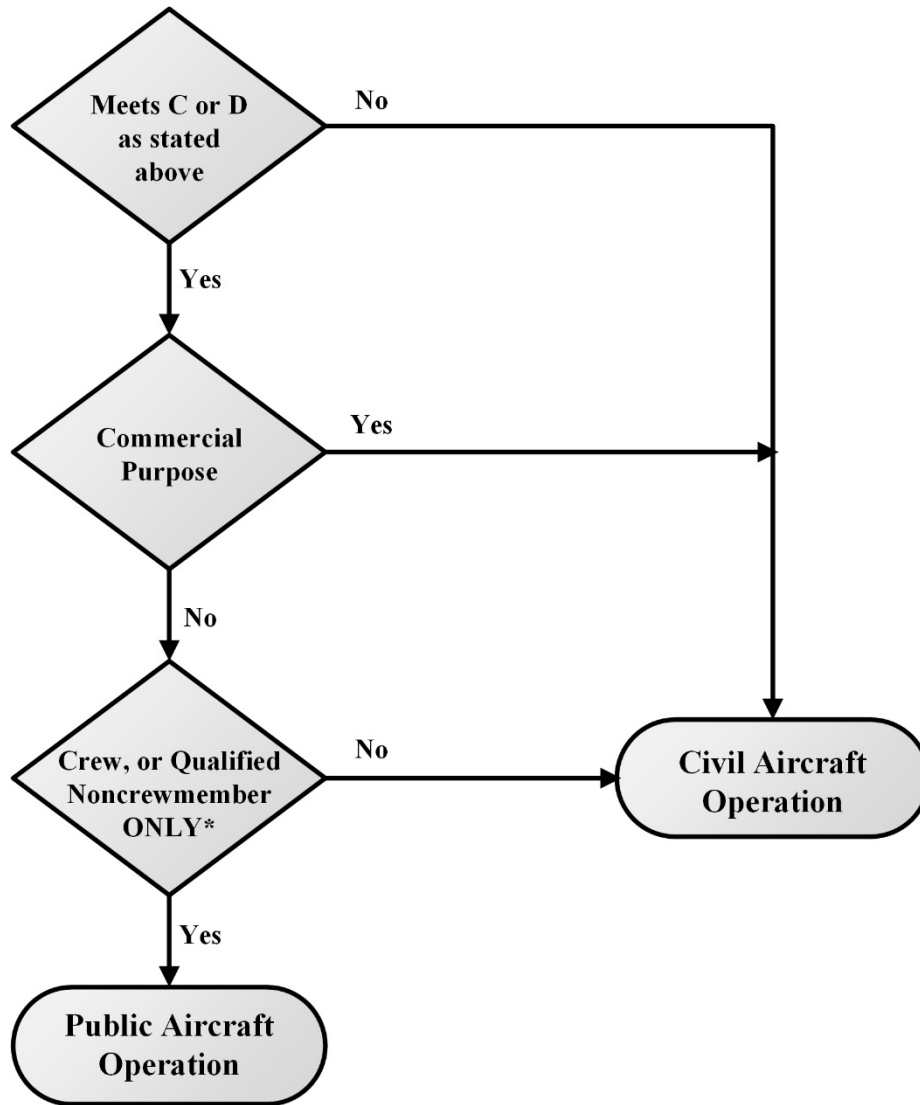 Meets C or D
as stated
above
No
Yes
Commercial
Purpose
Yes
No
Crew, or Qualified
Noncrewmember
ONLY*
No
Civil Aircraft
Operation
Yes
Public Aircraft
Operation